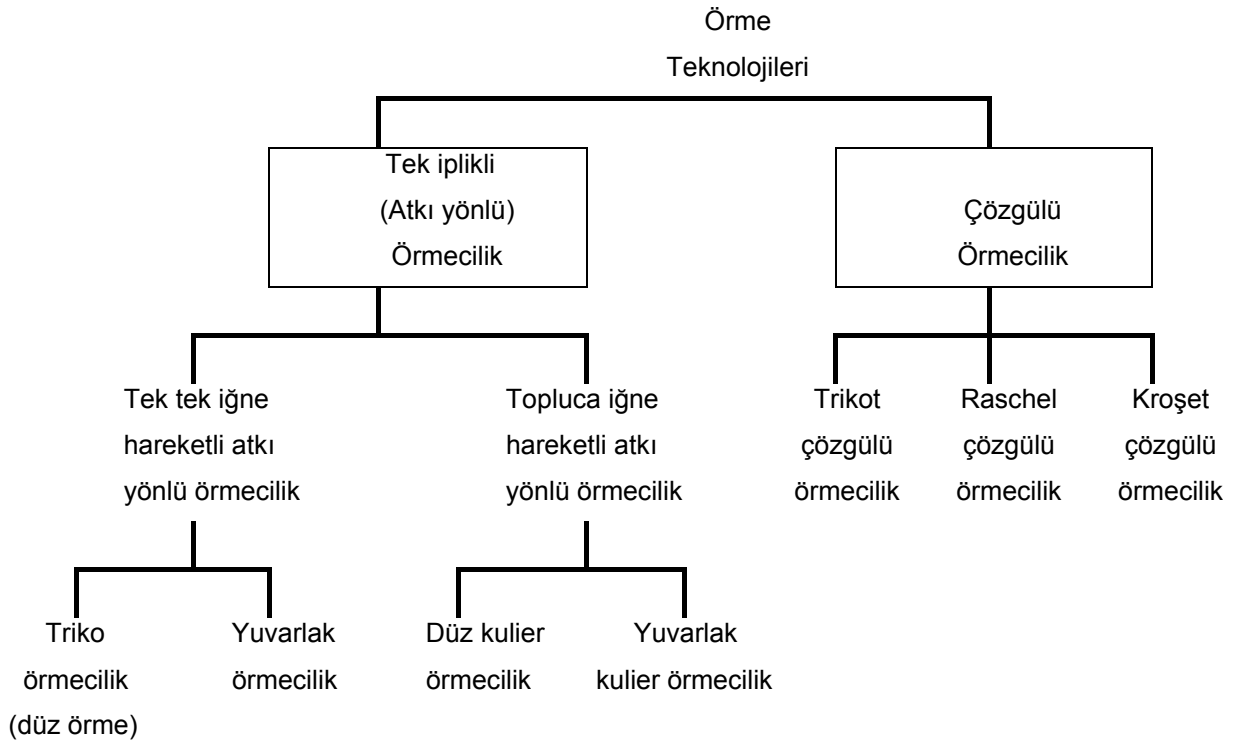 Örme
Teknolojileri
Tek iplikli
(Atkı yönlü)
Örmecilik
Çözgülü
Örmecilik
Tek tek iğne
hareketli atkı
yönlü örmecilik
Topluca iğne
hareketli atkı
yönlü örmecilik
Trikot
çözgülü
örmecilik
Raschel
çözgülü
örmecilik
Kroşet
çözgülü
örmecilik
Triko
örmecilik
(düz örme)
Yuvarlak
örmecilik
Düz kulier
örmecilik
Yuvarlak
kulier örmecilik